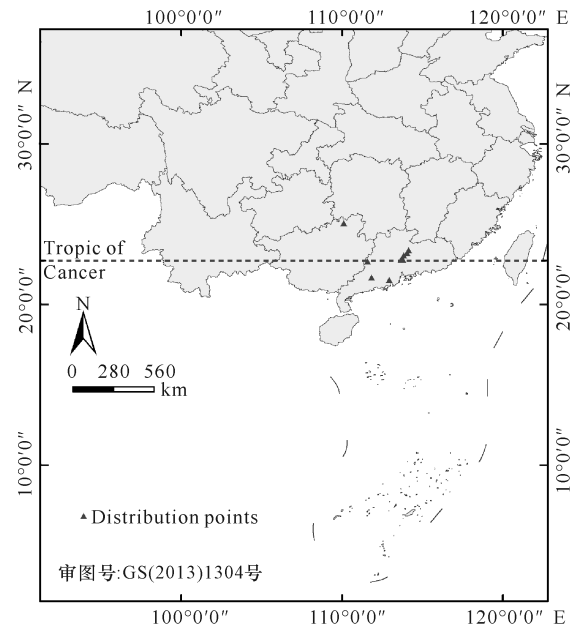 100°0′0″ 110°0′0″ 120°0′0″ E
30°0′0″ N
30°0′0″ N
Tropic of
Cancer
20°0′0″
20°0′0″
N
0 280 560
km
10°0′0″
10°0′0″
Distribution points
审图号:GS(2013)1304号
100°0′0″ 110°0′0″ 120°0′0″ E